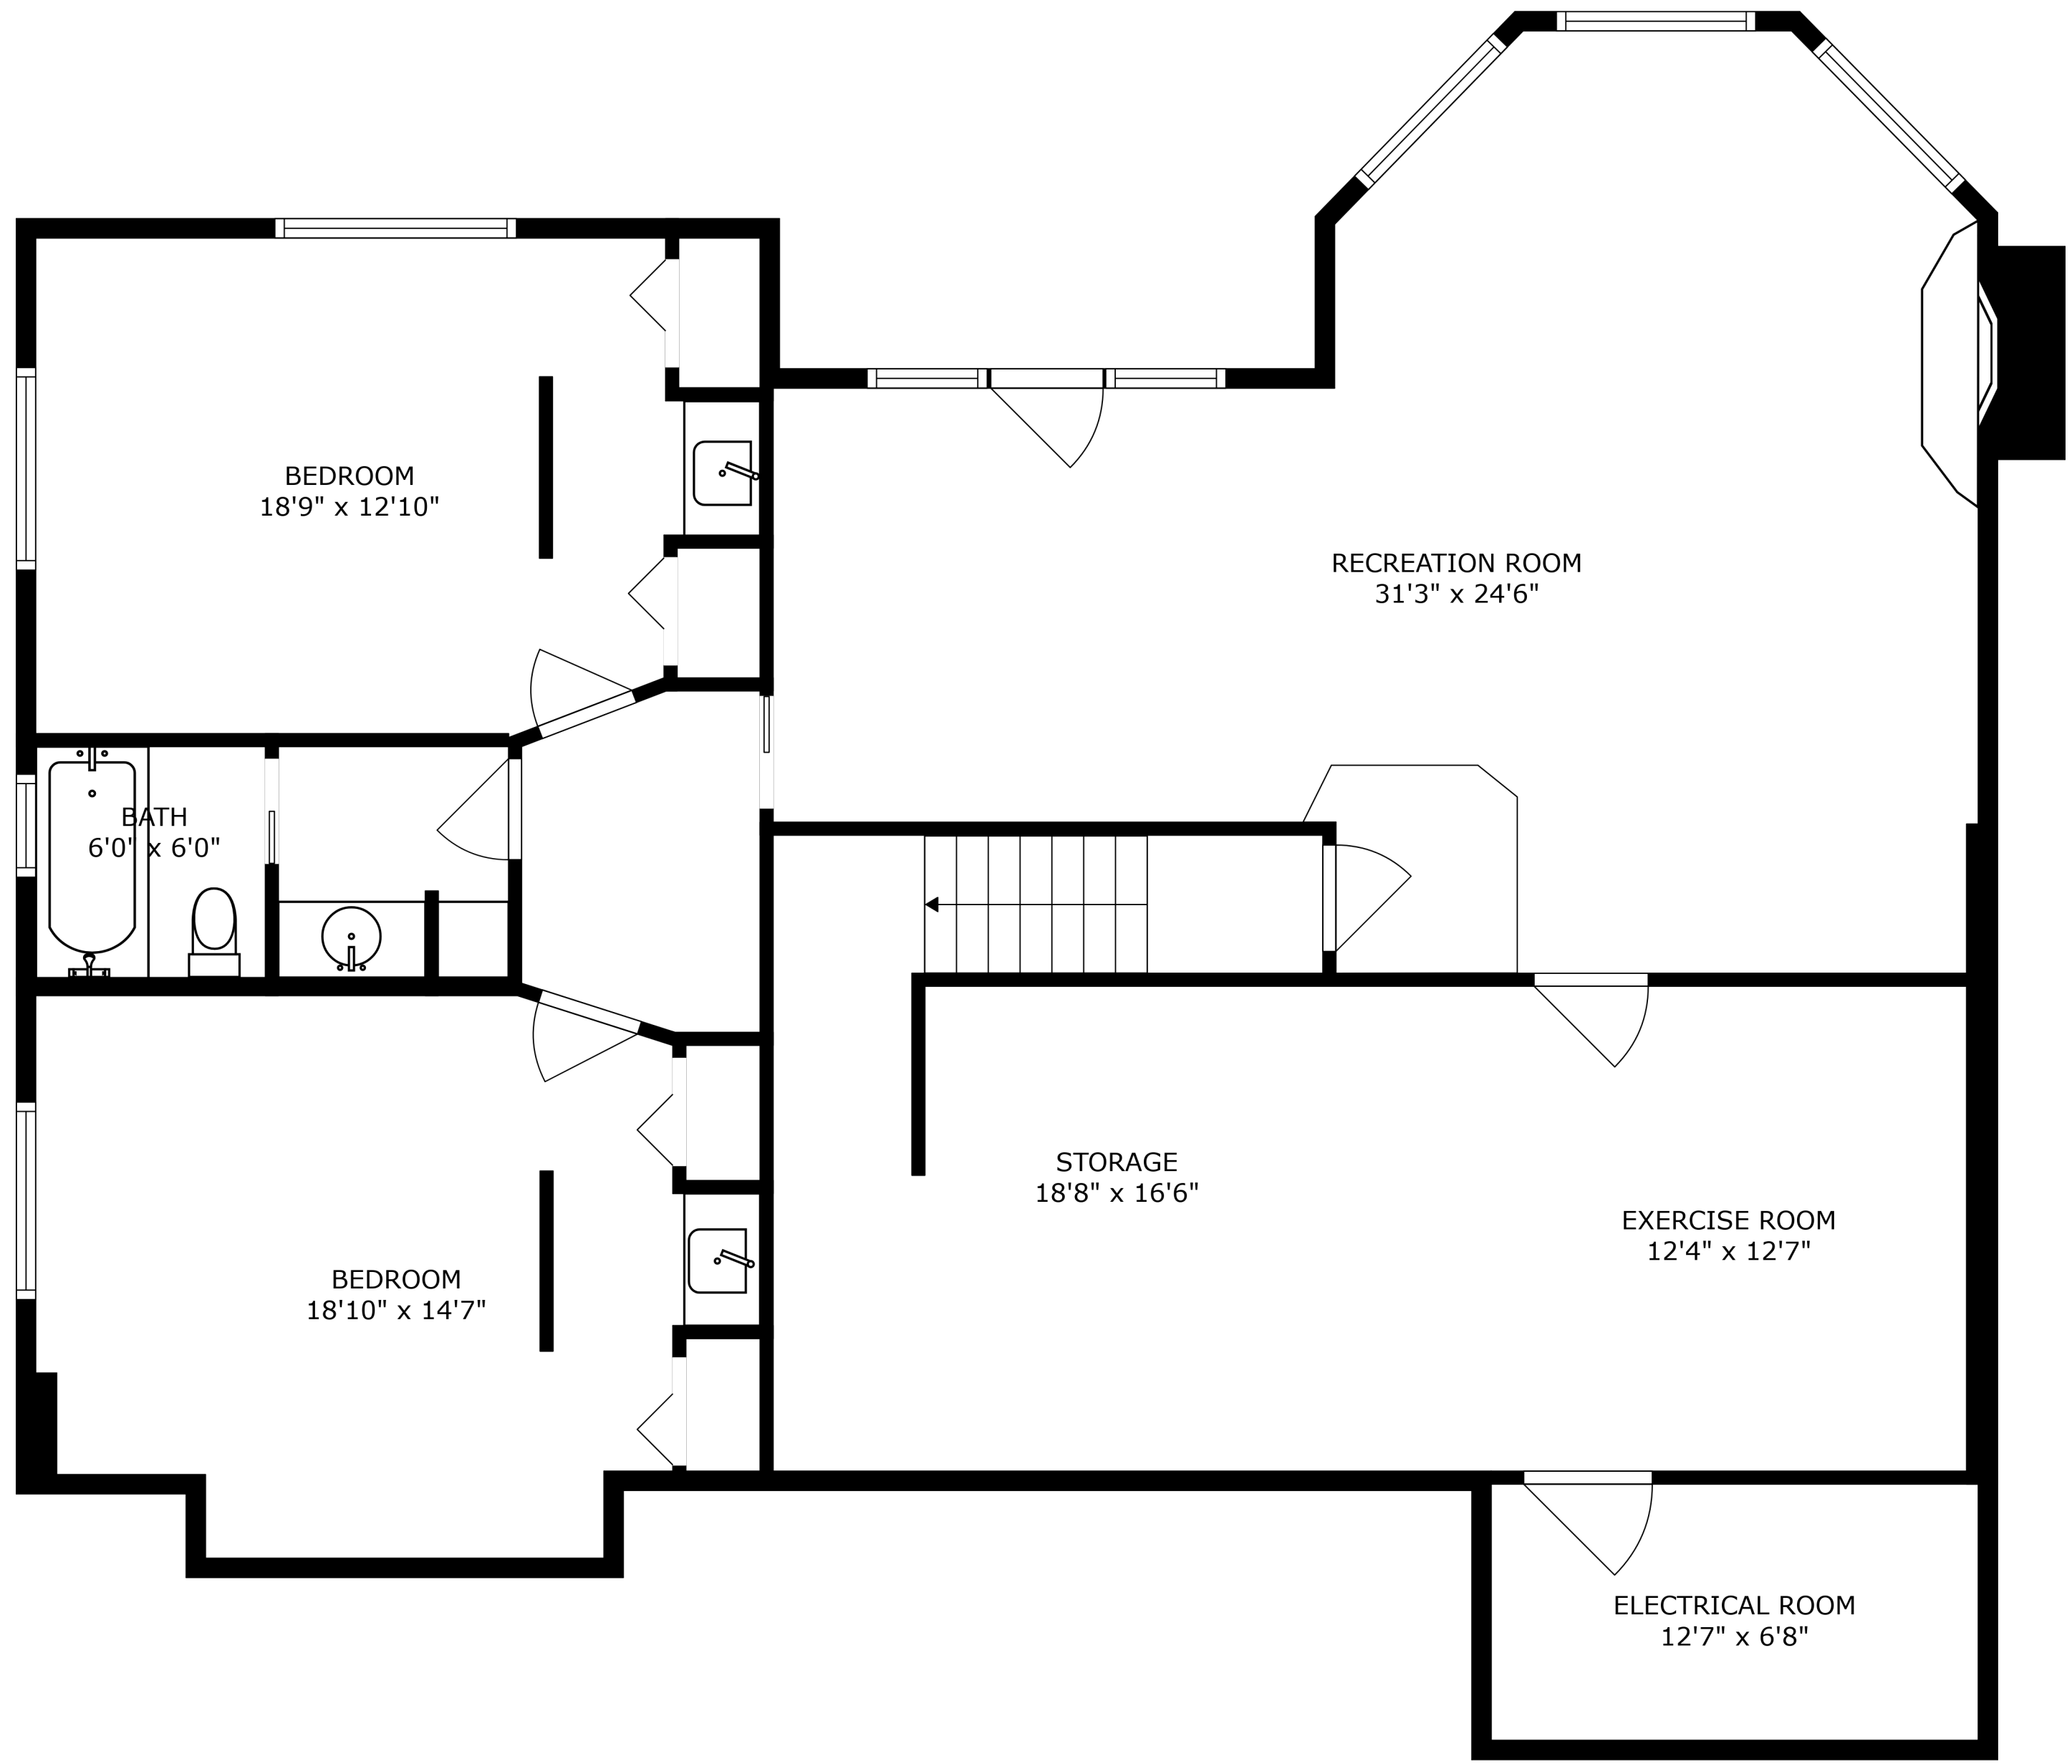 BEDROOM
18'9" x 12'10"
RECREATION ROOM
31'3" x 24'6"
BATH
6'0" x 6'0"
STORAGE
18'8" x 16'6"
EXERCISE ROOM
12'4" x 12'7"
BEDROOM
18'10" x 14'7"
ELECTRICAL ROOM
12'7" x 6'8"